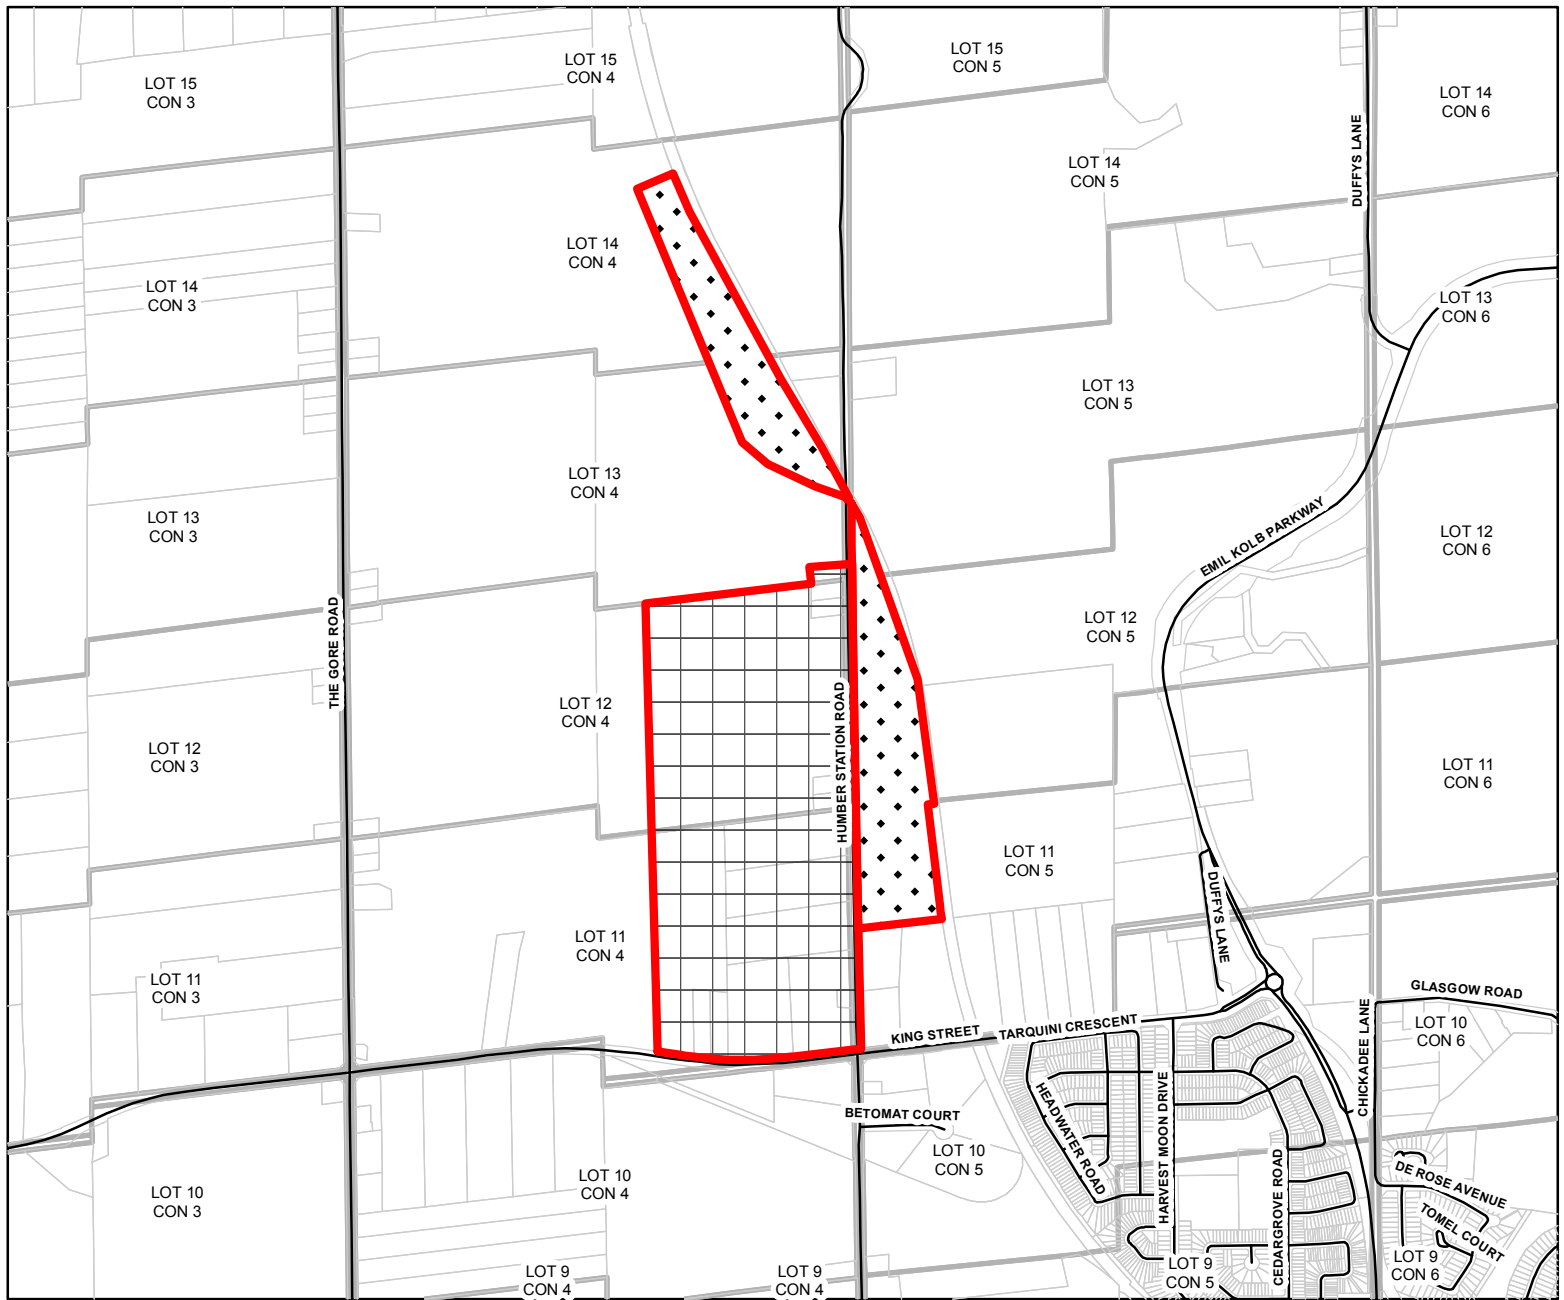 LOT 15
CON 3
LOT 15
CON 4
LOT 15
CON 5
LOT 14
CON 6
DUFFYS LANE
LOT 14
CON 5
LOT 14
CON 4
LOT 14
CON 3
LOT 13
CON 6
LOT 13
CON 5
LOT 13
CON 4
LOT 13
CON 3
EMIL KOLB PARKWAY
LOT 12
CON 6
THE GORE ROAD
LOT 12
CON 5
LOT 12
CON 4
HUMBER STATION ROAD
LOT 12
CON 3
LOT 11
CON 6
LOT 11
CON 5
DUFFYS LANE
LOT 11
CON 4
LOT 11
CON 3
GLASGOW ROAD
KING STREET
TARQUINI CRESCENT
LOT 10
CON 6
CHICKADEE LANE
HEADWATER ROAD
HARVEST MOON DRIVE
BETOMAT COURT
LOT 10
CON 5
LOT 10
CON 4
LOT 10
CON 3
CEDARGROVE ROAD
DE ROSE AVENUE
TOMEL COURT
LOT 9
CON 4
LOT 9
CON 4
LOT 9
CON 5
LOT 9
CON 6